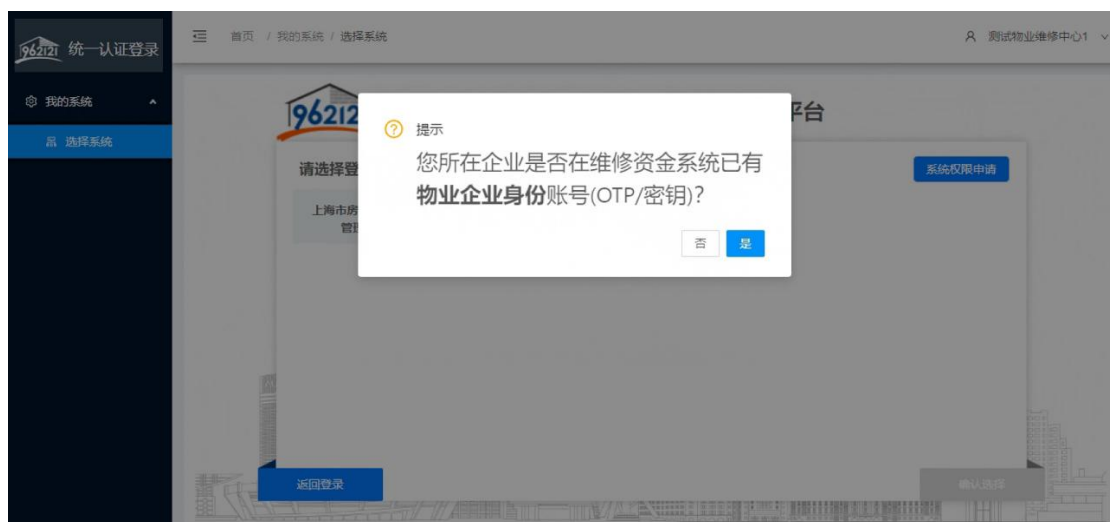 962121 统一认证登录
首页 / 我的系统 / 选择系统
测试物业维修中心1
我的系统
选择系统
96212
平台
提示
您所在企业是否在维修资金系统已有
物业企业身份账号(OTP/密钥)?
否 是
请选择登
系统权限申请
上海市房
管理
返回登录
确认选择